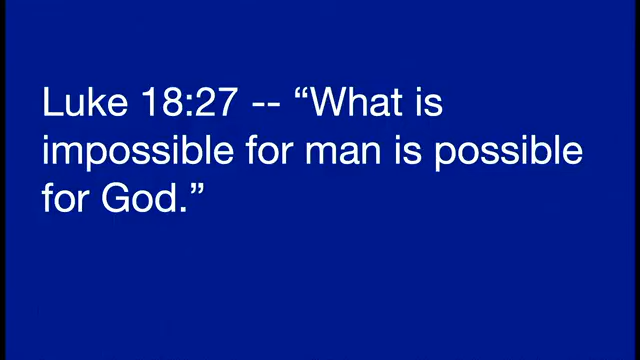 Luke 18:27 -- “What is
impossible for man is possible
for God.”